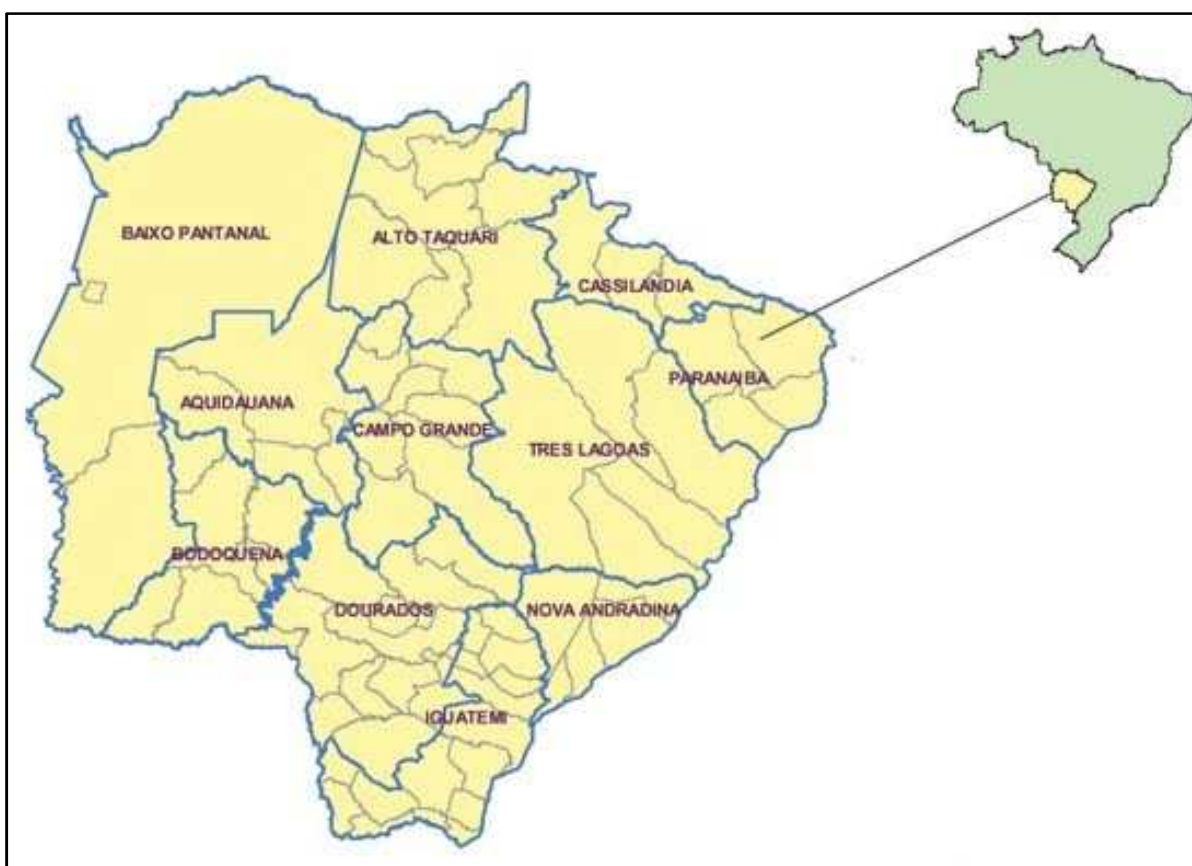 BAIXO PANTANAL
ALTO TAQUARI
CASSILANDIA
PARANAIBA
AQUIDAUANA
CAMPO GRANDE
TRES LAGOAS
BODOQUENA
DOURADOS
NOVA ANDRADINA
IGUATEMI